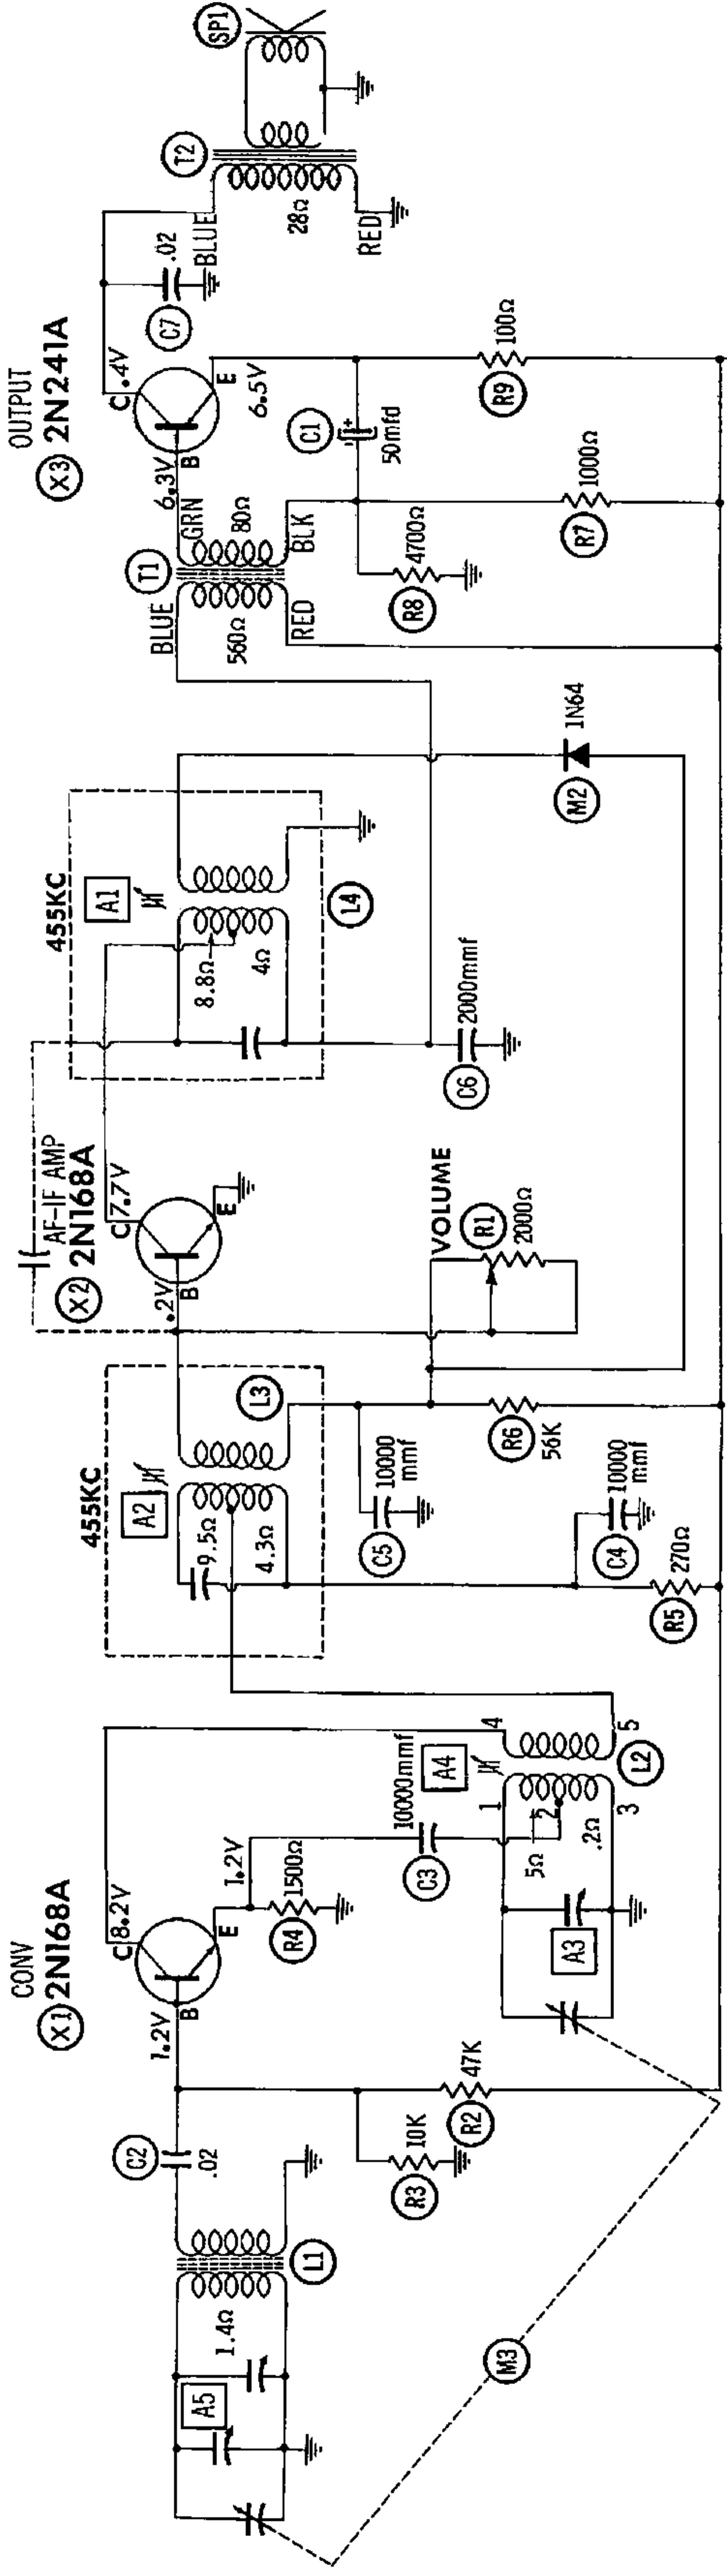 CONV
X1 2N168A
455KC
AF-IF AMP
X2 2N168A
455KC
OUTPUT
X3 2N241A
A5
1.4Ω
L1
C2
.02
1.2V
B
C 8.2V
E
1.2V
R4
1500Ω
R3
10K
R2
47K
M3
C3
10000mmf
A3
A4
1
2
3
4
5
5Ω
.2Ω
L2
A2
9.5Ω
4.3Ω
L3
C5
10000
mmf
C4
10000
mmf
R5
270Ω
R6
56K
.2V
B
C 7.7V
E
VOLUME
R1
2000Ω
C6
2000mmf
A1
8.8Ω
4Ω
L4
M2
1N64
T1
BLUE
560Ω
RED
GRN
80Ω
BLK
6.3V
B
C .4V
E
6.5V
R8
4700Ω
C1
50mfd
R7
1000Ω
R9
100Ω
C7
.02
T2
BLUE
28Ω
RED
SP1